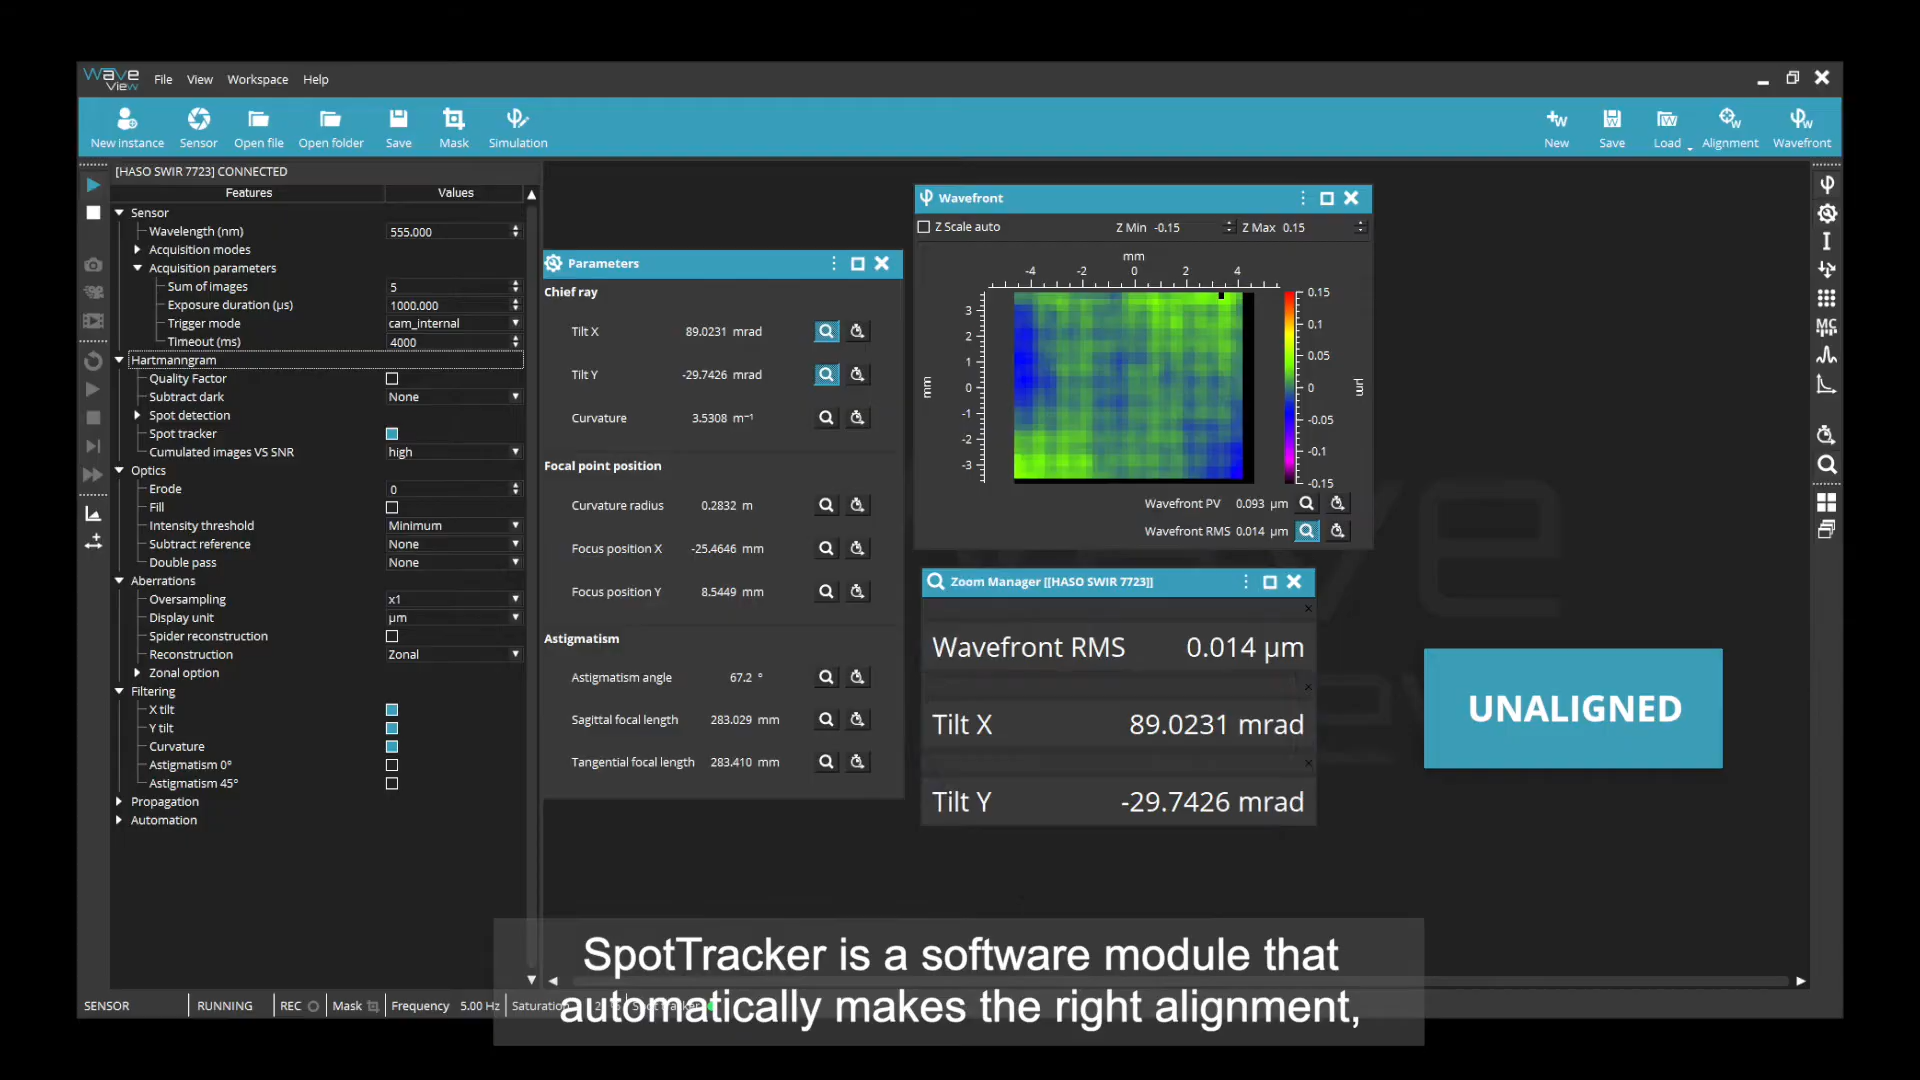 Wave View File View Workspace Help
New instance Sensor Open file Open folder Save Mask Simulation New Save Load Alignment Wavefront
[HASO SWIR 7723] CONNECTED
Features Values
Sensor
Wavelength (nm) 555.000
Acquisition modes
Acquisition parameters
Sum of images 5
Exposure duration (µs) 1000.000
Trigger mode cam_internal
Timeout (ms) 4000
Hartmanngram
Quality Factor
Subtract dark None
Spot detection
Spot tracker
Cumulated images VS SNR high
Optics
Erode 0
Fill
Intensity threshold Minimum
Subtract reference None
Double pass None
Aberrations
Oversampling x1
Display unit µm
Spider reconstruction
Reconstruction Zonal
Zonal option
Filtering
X tilt
Y tilt
Curvature
Astigmatism 0°
Astigmatism 45°
Propagation
Automation
Parameters
Chief ray
Tilt X 89.0231 mrad
Tilt Y -29.7426 mrad
Curvature 3.5308 m⁻¹
Focal point position
Curvature radius 0.2832 m
Focus position X -25.4646 mm
Focus position Y 8.5449 mm
Astigmatism
Astigmatism angle 67.2 °
Sagittal focal length 283.029 mm
Tangential focal length 283.410 mm
Wavefront
Z Scale auto Z Min -0.15 Z Max 0.15
mm
-4 -2 0 2 4
mm
3
2
1
0
-1
-2
-3
0.15
0.1
0.05
0
-0.05
-0.1
-0.15
µm
Wavefront PV 0.093 µm
Wavefront RMS 0.014 µm
Zoom Manager [[HASO SWIR 7723]]
Wavefront RMS 0.014 µm
Tilt X 89.0231 mrad
Tilt Y -29.7426 mrad
UNALIGNED
MC
SpotTracker is a software module that
automatically makes the right alignment,
SENSOR RUNNING REC Mask Frequency 5.00 Hz